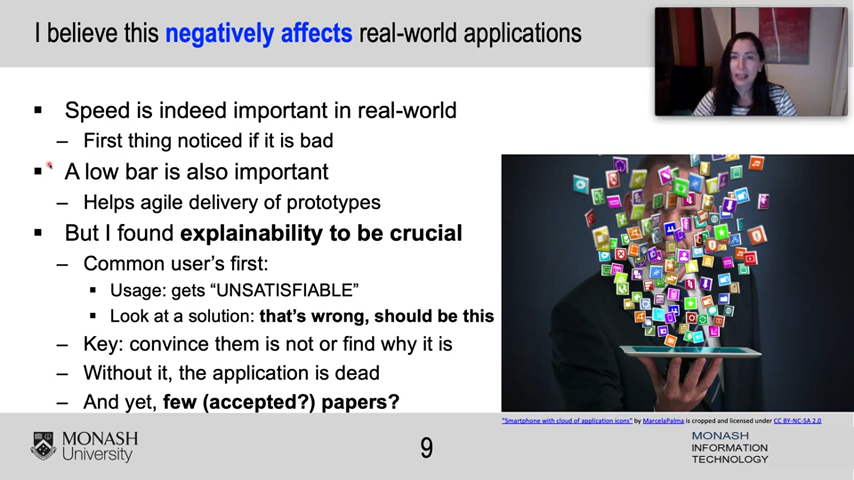 I believe this negatively affects real-world applications
▪ Speed is indeed important in real-world
– First thing noticed if it is bad
▪ A low bar is also important
– Helps agile delivery of prototypes
▪ But I found explainability to be crucial
– Common user’s first:
▪ Usage: gets “UNSATISFIABLE”
▪ Look at a solution: that’s wrong, should be this
– Key: convince them is not or find why it is
– Without it, the application is dead
– And yet, few (accepted?) papers?
"Smartphone with cloud of application icons" by MarcelaPalma is cropped and licensed under CC BY-NC-SA 2.0
MONASH
University
9
MONASH
INFORMATION
TECHNOLOGY